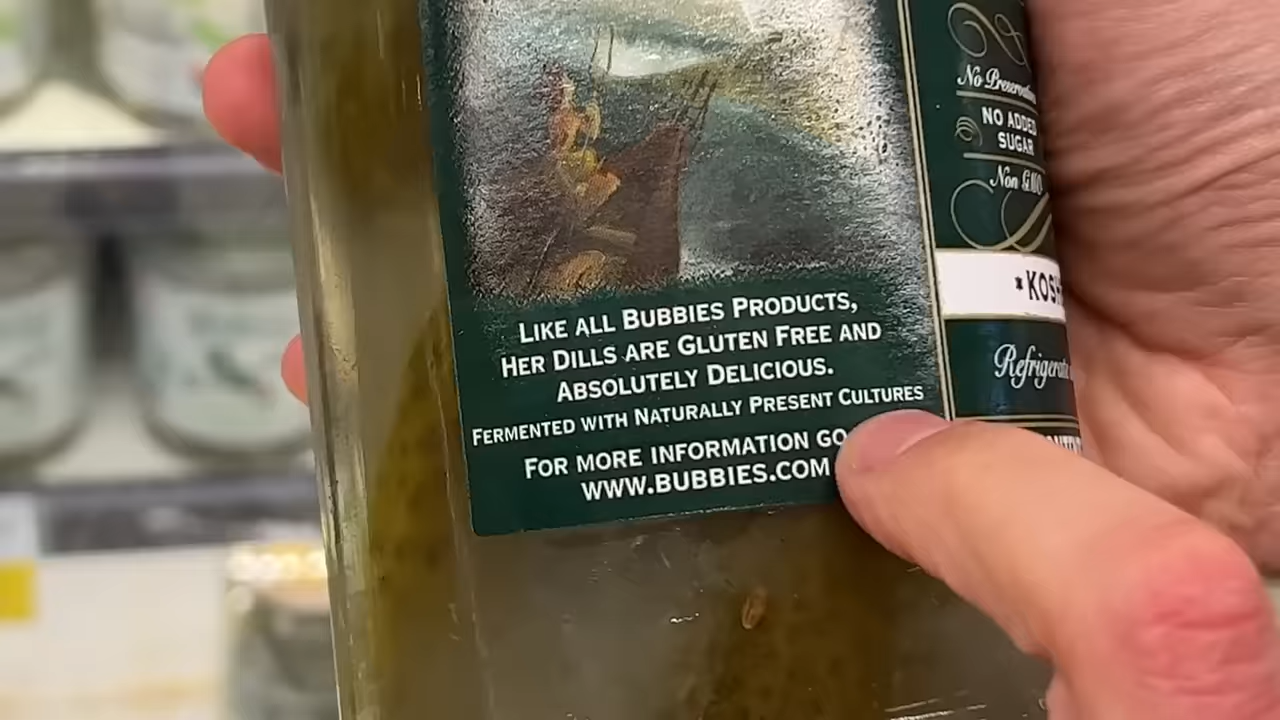 LIKE ALL BUBBIES PRODUCTS,
HER DILLS ARE GLUTEN FREE AND
ABSOLUTELY DELICIOUS.
FERMENTED WITH NATURALLY PRESENT CULTURES
FOR MORE INFORMATION GO
WWW.BUBBIES.COM
No
NO ADDED
SUGAR
Non GMO